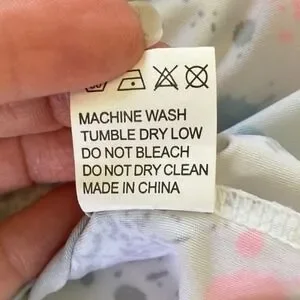 MACHINE WASH
TUMBLE DRY LOW
DO NOT BLEACH
DO NOT DRY CLEAN
MADE IN CHINA